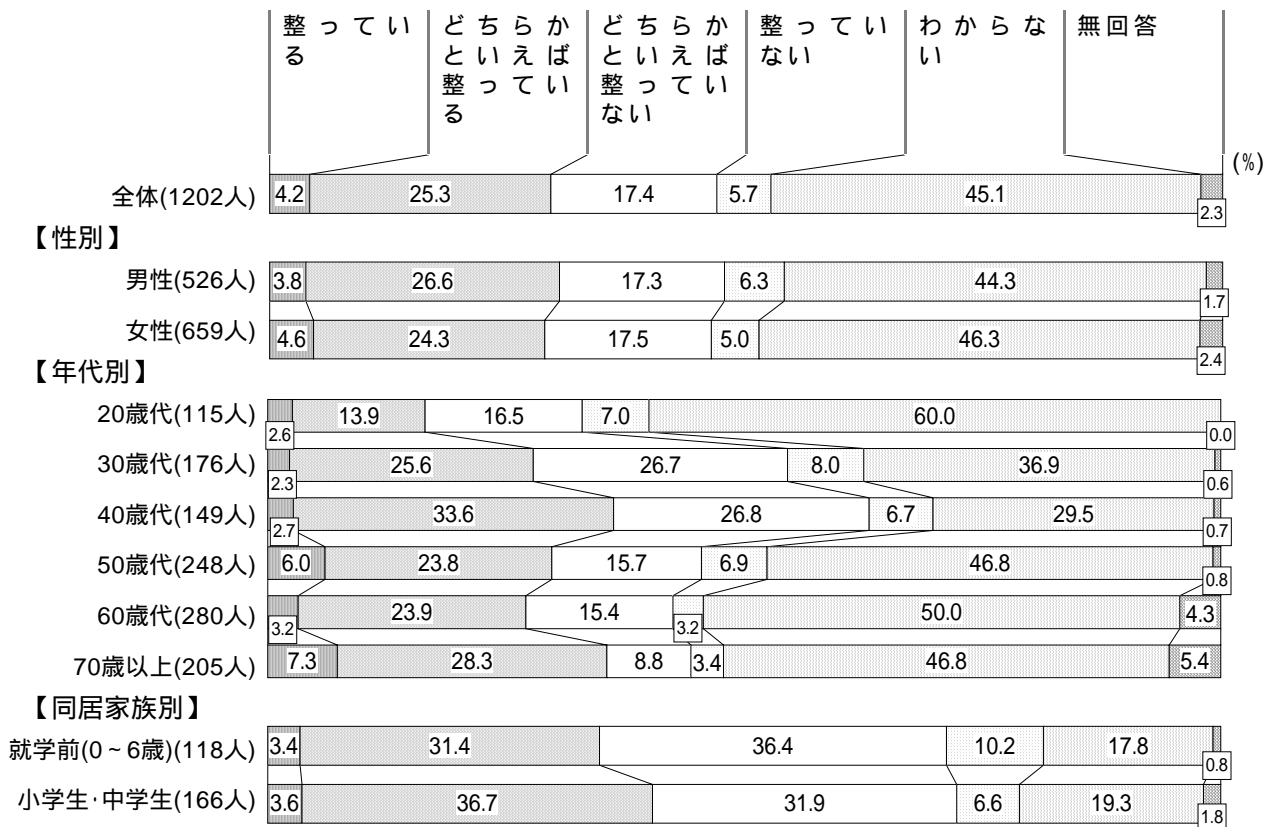 整ってい
る
どちらか
といえば
整ってい
る
どちらか
といえば
整ってい
ない
整ってい
ない
わからな
い
無回答
(%)
全体(1202人) 4.2 25.3 17.4 5.7 45.1 2.3
【性別】
男性(526人) 3.8 26.6 17.3 6.3 44.3 1.7
女性(659人) 4.6 24.3 17.5 5.0 46.3 2.4
【年代別】
20歳代(115人) 2.6 13.9 16.5 7.0 60.0 0.0
30歳代(176人) 2.3 25.6 26.7 8.0 36.9 0.6
40歳代(149人) 2.7 33.6 26.8 6.7 29.5 0.7
50歳代(248人) 6.0 23.8 15.7 6.9 46.8 0.8
60歳代(280人) 3.2 23.9 15.4 3.2 50.0 4.3
70歳以上(205人) 7.3 28.3 8.8 3.4 46.8 5.4
【同居家族別】
就学前(0~6歳)(118人) 3.4 31.4 36.4 10.2 17.8 0.8
小学生・中学生(166人) 3.6 36.7 31.9 6.6 19.3 1.8